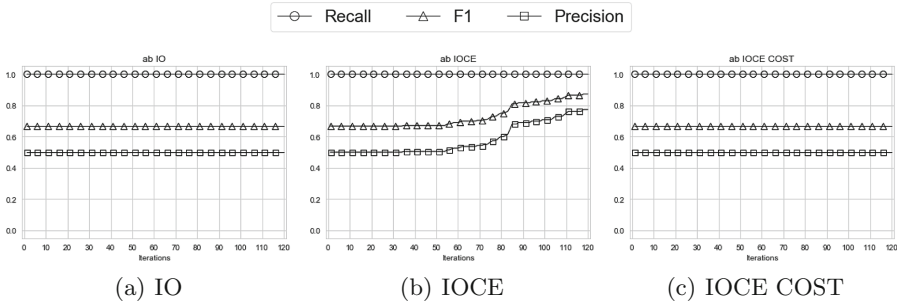 Recall F1 Precision
ab IO
ab IOCE
ab IOCE COST
1.0 1.0 1.0
0.8 0.8 0.8
0.6 0.6 0.6
0.4 0.4 0.4
0.2 0.2 0.2
0.0 0.0 0.0
0 10 20 30 40 50 60 70 80 90 100 110 120
0 10 20 30 40 50 60 70 80 90 100 110 120
0 10 20 30 40 50 60 70 80 90 100 110 120
Iterations
Iterations
Iterations
(a) IO
(b) IOCE
(c) IOCE COST